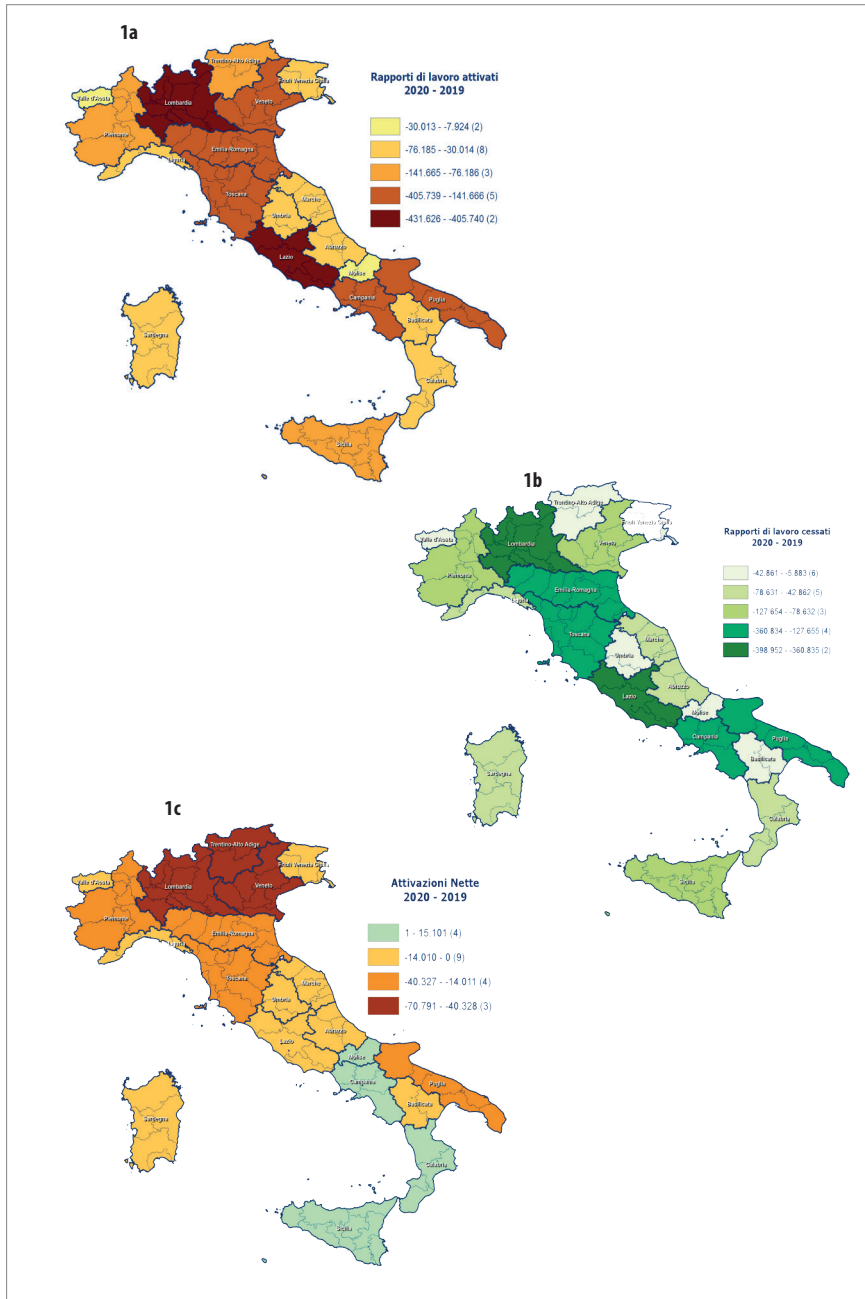 1a
Rapporti di lavoro attivati
2020 - 2019
-30.013 - -7.924 (2)
-76.185 - -30.014 (8)
-141.665 - -76.186 (3)
-405.739 - -141.666 (5)
-431.626 - -405.740 (2)
Trentino-Alto Adige
Friuli Venezia Giulia
Valle d'Aosta
Lombardia
Veneto
Piemonte
Emilia-Romagna
Liguria
Toscana
Marche
Umbria
Abruzzo
Lazio
Molise
Campania
Puglia
Basilicata
Sardegna
Calabria
Sicilia
1b
Rapporti di lavoro cessati
2020 - 2019
-42.861 - -5.883 (6)
-78.631 - -42.862 (5)
-127.654 - -78.632 (3)
-360.834 - -127.655 (4)
-398.952 - -360.835 (2)
Trentino-Alto Adige
Friuli Venezia Giulia
Valle d'Aosta
Lombardia
Veneto
Piemonte
Emilia-Romagna
Liguria
Toscana
Marche
Umbria
Abruzzo
Lazio
Molise
Campania
Puglia
Basilicata
Sardegna
Calabria
Sicilia
1c
Attivazioni Nette
2020 - 2019
1 - 15.101 (4)
-14.010 - 0 (9)
-40.327 - -14.011 (4)
-70.791 - -40.328 (3)
Trentino-Alto Adige
Friuli Venezia Giulia
Valle d'Aosta
Lombardia
Veneto
Piemonte
Emilia-Romagna
Liguria
Toscana
Marche
Umbria
Abruzzo
Lazio
Molise
Campania
Puglia
Basilicata
Sardegna
Calabria
Sicilia